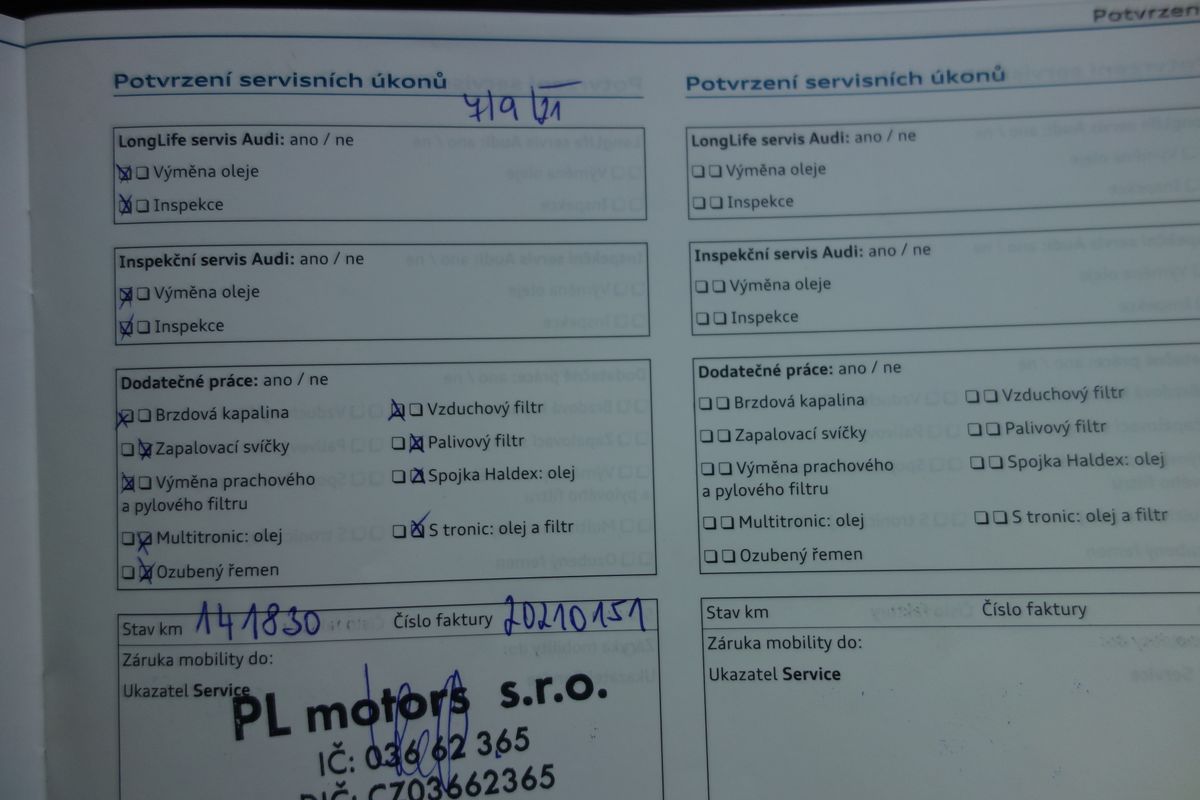 Potvrzen
Potvrzení servisních úkonů
7/9/21
LongLife servis Audi: ano / ne
Výměna oleje
Inspekce
Inspekční servis Audi: ano / ne
Výměna oleje
Inspekce
Dodatečné práce: ano / ne
Brzdová kapalina
Vzduchový filtr
Zapalovací svíčky
Palivový filtr
Výměna prachového
a pylového filtru
Spojka Haldex: olej
Multitronic: olej
S tronic: olej a filtr
Ozubený řemen
Stav km 141830 Číslo faktury 20210151
Záruka mobility do:
Ukazatel Service
PL motors s.r.o.
IČ: 036 62 365
DIČ: CZ03662365
Potvrzení servisních úkonů
LongLife servis Audi: ano / ne
Výměna oleje
Inspekce
Inspekční servis Audi: ano / ne
Výměna oleje
Inspekce
Dodatečné práce: ano / ne
Brzdová kapalina
Vzduchový filtr
Zapalovací svíčky
Palivový filtr
Výměna prachového
a pylového filtru
Spojka Haldex: olej
Multitronic: olej
S tronic: olej a filtr
Ozubený řemen
Stav km Číslo faktury
Záruka mobility do:
Ukazatel Service